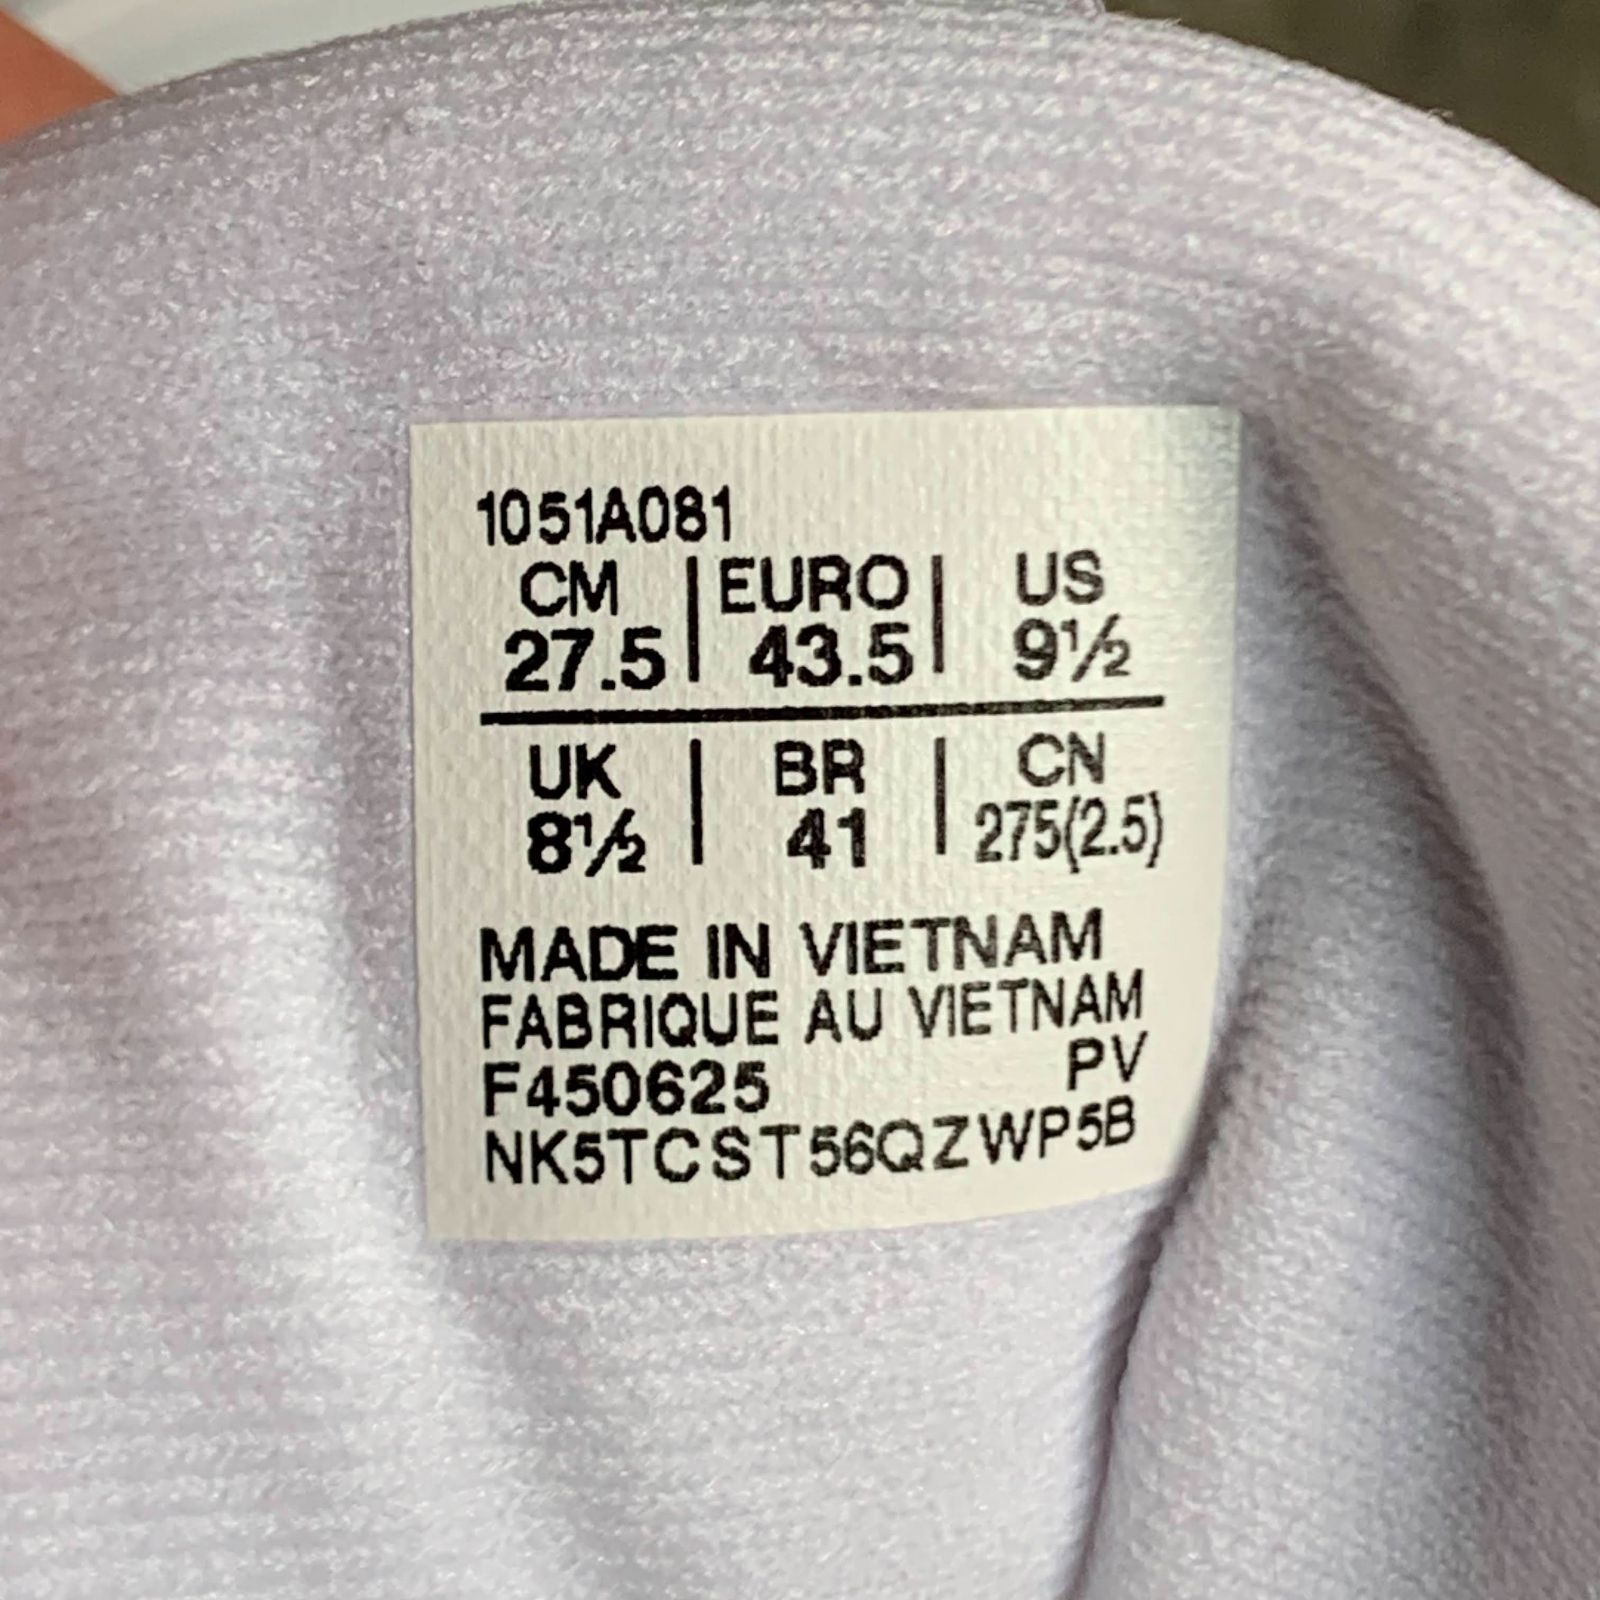 1051A081
CM | EURO | US
27.5 | 43.5 | 9½
UK | BR | CN
8½ | 41 | 275(2.5)
MADE IN VIETNAM
FABRIQUE AU VIETNAM
F450625 PV
NK5TCST56QZWP5B